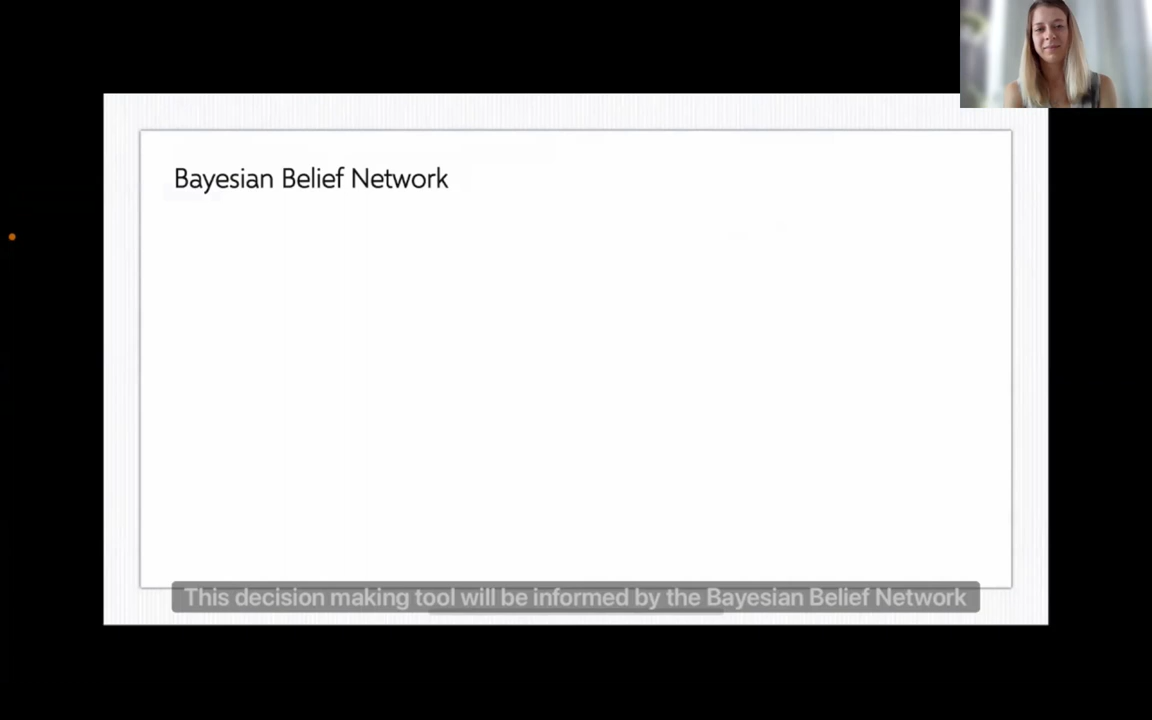 Bayesian Belief Network
This decision making tool will be informed by the Bayesian Belief Network